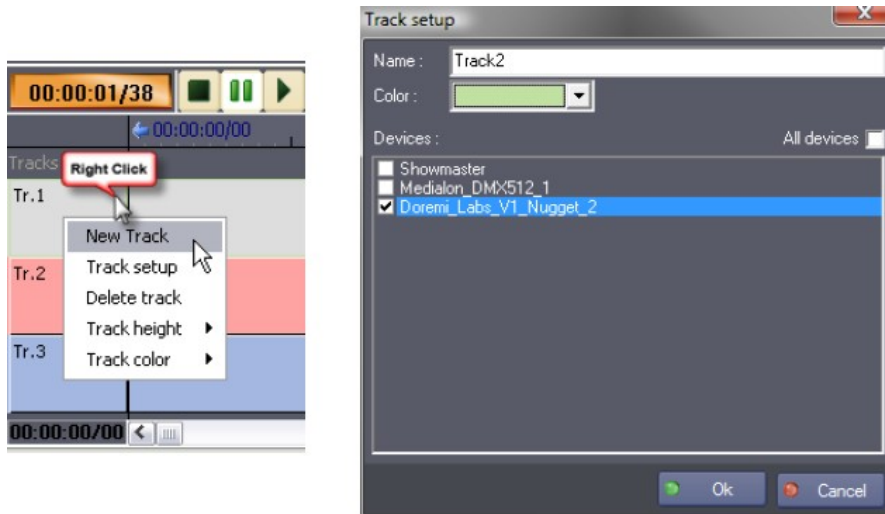 00:00:01/38
00:00:00/00
Tracks
Right Click
Tr.1
New Track
Track setup
Delete track
Track height
Track color
Tr.2
Tr.3
00:00:00/00
Track setup
Name :
Track2
Color :
Devices :
All devices
Showmaster
Medialon_DMX512_1
Doremi_Labs_V1_Nugget_2
Ok
Cancel